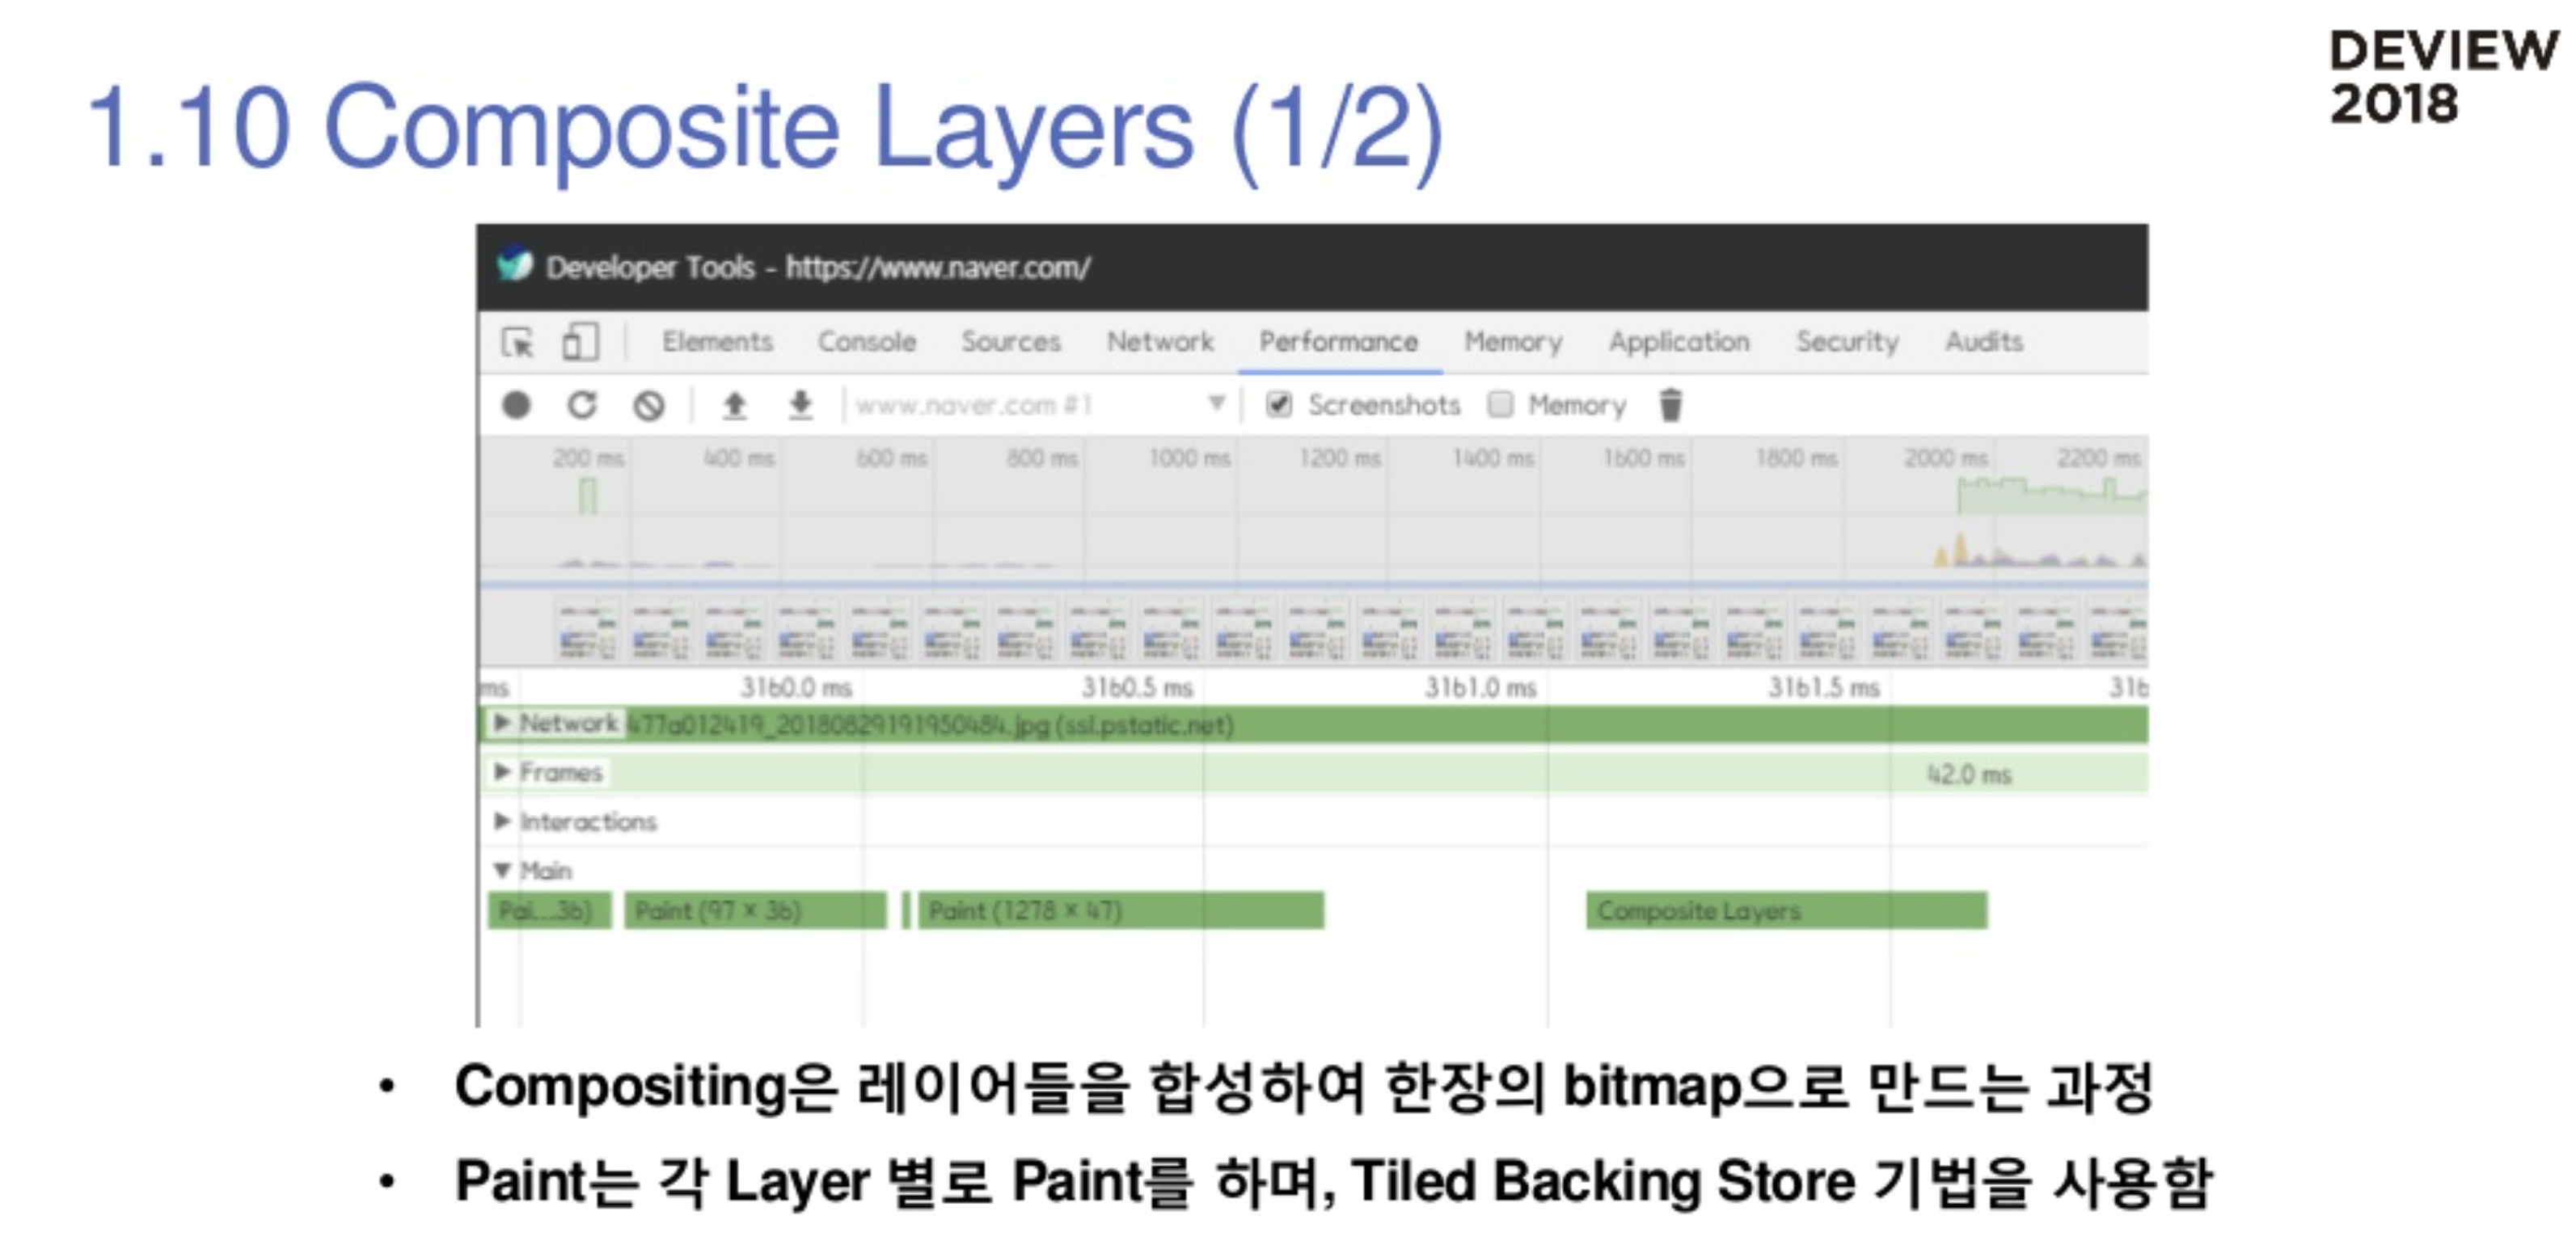 DEVIEW
2018
1.10 Composite Layers (1/2)
Developer Tools - https://www.naver.com/
Elements Console Sources Network Performance Memory Application Security Audits
www.naver.com #1 Screenshots Memory
200 ms 400 ms 600 ms 800 ms 1000 ms 1200 ms 1400 ms 1600 ms 1800 ms 2000 ms 2200 ms
ms 3160.0 ms 3160.5 ms 3161.0 ms 3161.5 ms 316
Network 477a012419_20180829191950484.jpg (ssl.pstatic.net)
Frames 42.0 ms
Interactions
Main
Pai...36) Paint (97 × 36) Paint (1278 × 47) Composite Layers
• Compositing은 레이어들을 합성하여 한장의 bitmap으로 만드는 과정
• Paint는 각 Layer 별로 Paint를 하며, Tiled Backing Store 기법을 사용함